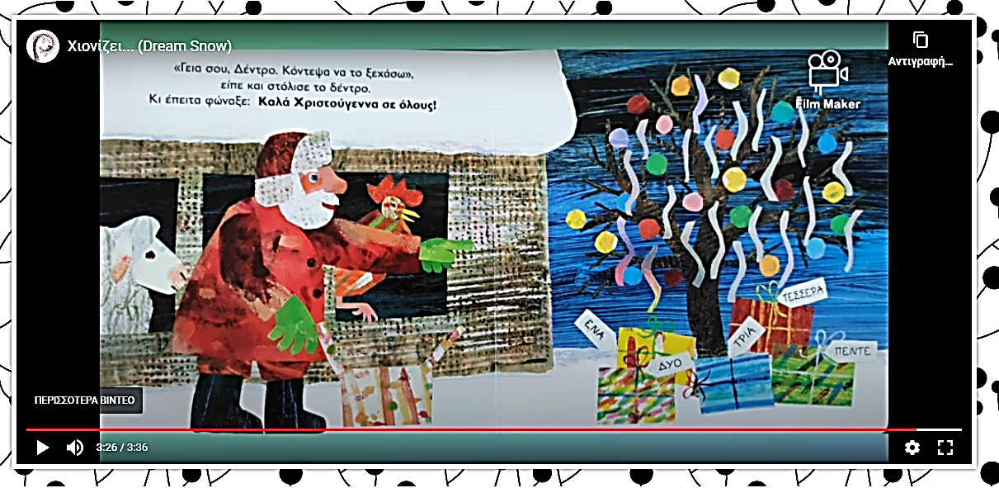 Χιονίζει... (Dream Snow)
Αντιγραφή...
«Γεια σου, Δέντρο. Κόντεψα να το ξεχάσω»,
είπε και στόλισε το δέντρο.
Κι έπειτα φώναξε: Καλά Χριστούγεννα σε όλους!
Film Maker
ΤΕΣΣΕΡΑ
ΕΝΑ
ΤΡΙΑ
ΔΥΟ
ΠΕΝΤΕ
ΠΕΡΙΣΣΟΤΕΡΑ ΒΙΝΤΕΟ
3:26 / 3:36